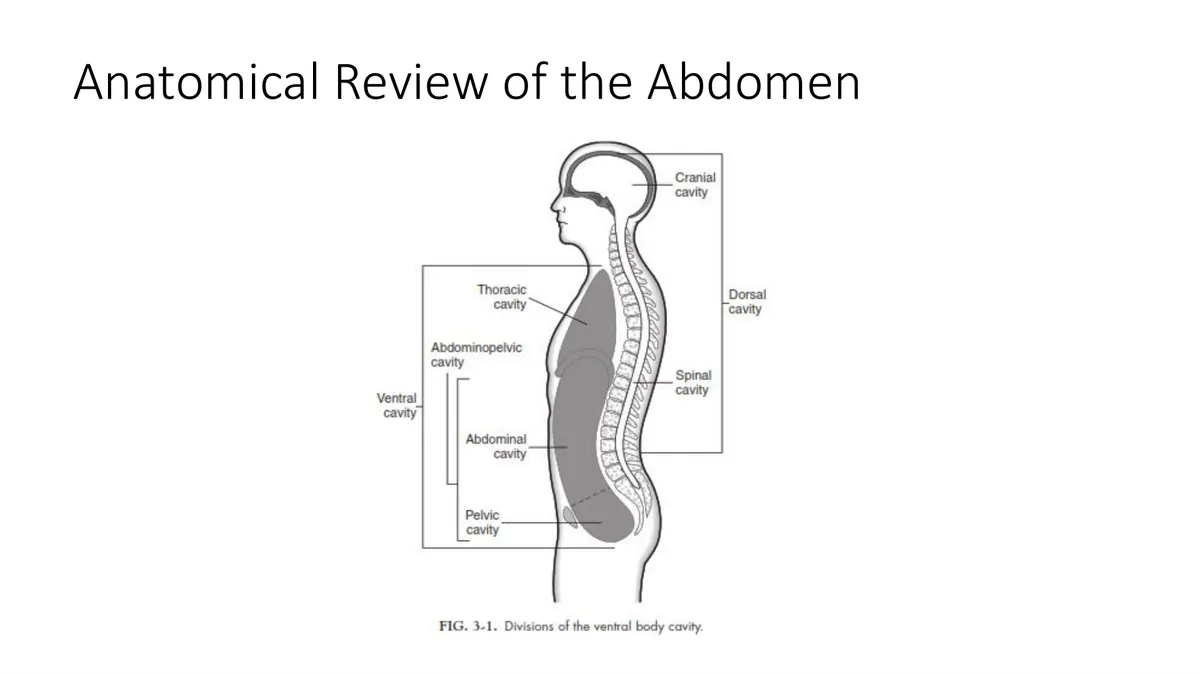 Anatomical Review of the Abdomen
Cranial
cavity
Thoracic
cavity
Dorsal
cavity
Abdominopelvic
cavity
Spinal
cavity
Ventral
cavity
Abdominal
cavity
Pelvic
cavity
FIG. 3-1. Divisions of the ventral body cavity.